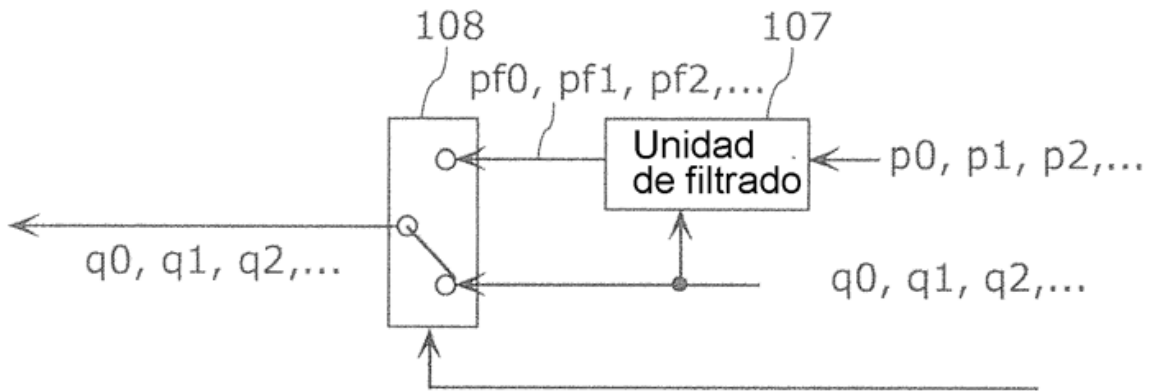 108
107
pf0, pf1, pf2,...
Unidad
de filtrado
p0, p1, p2,...
q0, q1, q2,...
q0, q1, q2,...